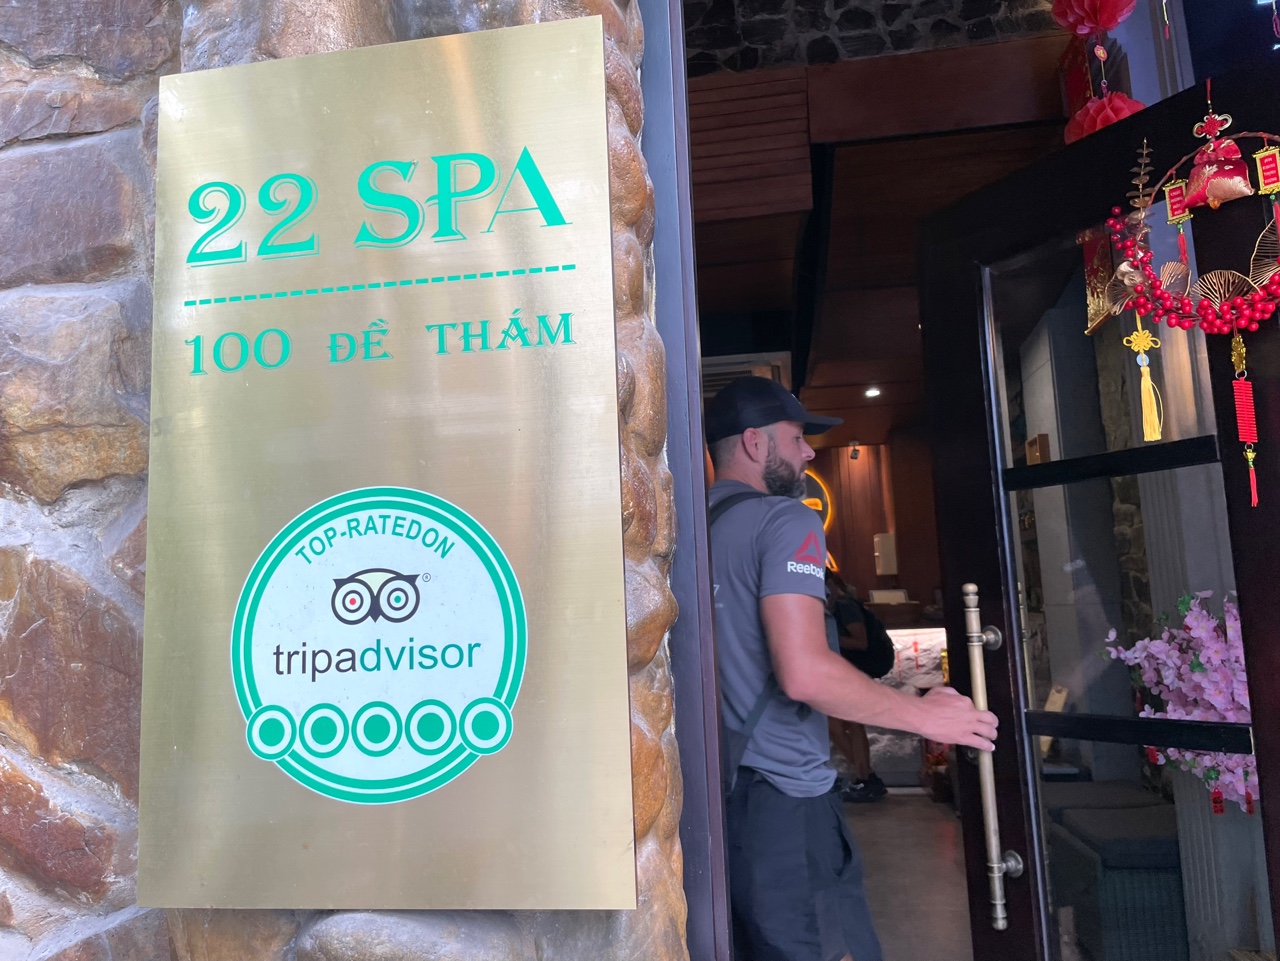 22 SPA
100 ĐỀ THÁM
TOP-RATEDON
tripadvisor®
Reebok